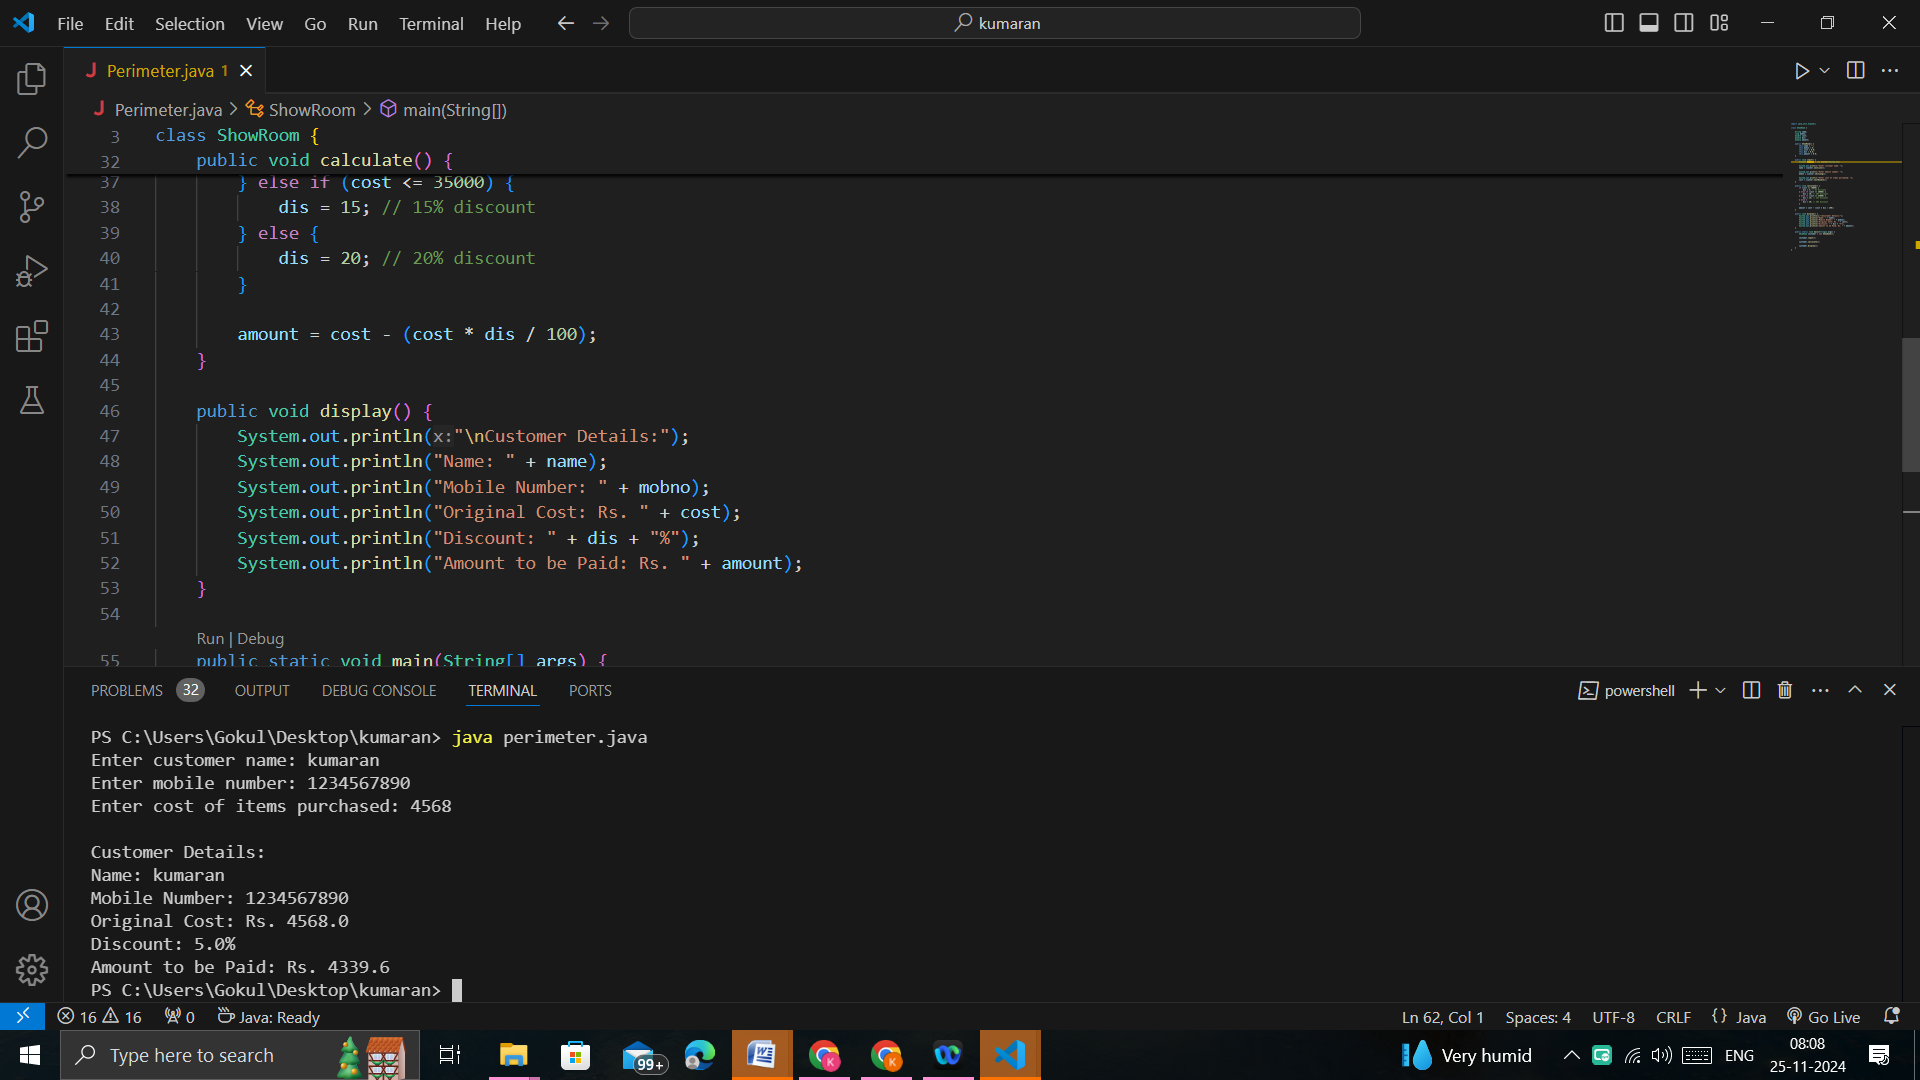 File Edit Selection View Go Run Terminal Help kumaran
Perimeter.java 1
Perimeter.java > ShowRoom > main(String[])
3 class ShowRoom {
32 public void calculate() {
37 } else if (cost <= 35000) {
38 dis = 15; // 15% discount
39 } else {
40 dis = 20; // 20% discount
41 }
42
43 amount = cost - (cost * dis / 100);
44 }
45
46 public void display() {
47 System.out.println(x:"\nCustomer Details:");
48 System.out.println("Name: " + name);
49 System.out.println("Mobile Number: " + mobno);
50 System.out.println("Original Cost: Rs. " + cost);
51 System.out.println("Discount: " + dis + "%");
52 System.out.println("Amount to be Paid: Rs. " + amount);
53 }
54
Run | Debug
55 public static void main(String[] args) {
PROBLEMS 32 OUTPUT DEBUG CONSOLE TERMINAL PORTS powershell
PS C:\Users\Gokul\Desktop\kumaran> java perimeter.java
Enter customer name: kumaran
Enter mobile number: 1234567890
Enter cost of items purchased: 4568
Customer Details:
Name: kumaran
Mobile Number: 1234567890
Original Cost: Rs. 4568.0
Discount: 5.0%
Amount to be Paid: Rs. 4339.6
PS C:\Users\Gokul\Desktop\kumaran>
16 16 0 Java: Ready Ln 62, Col 1 Spaces: 4 UTF-8 CRLF {} Java Go Live
Type here to search 99+ Very humid ENG 08:08
25-11-2024